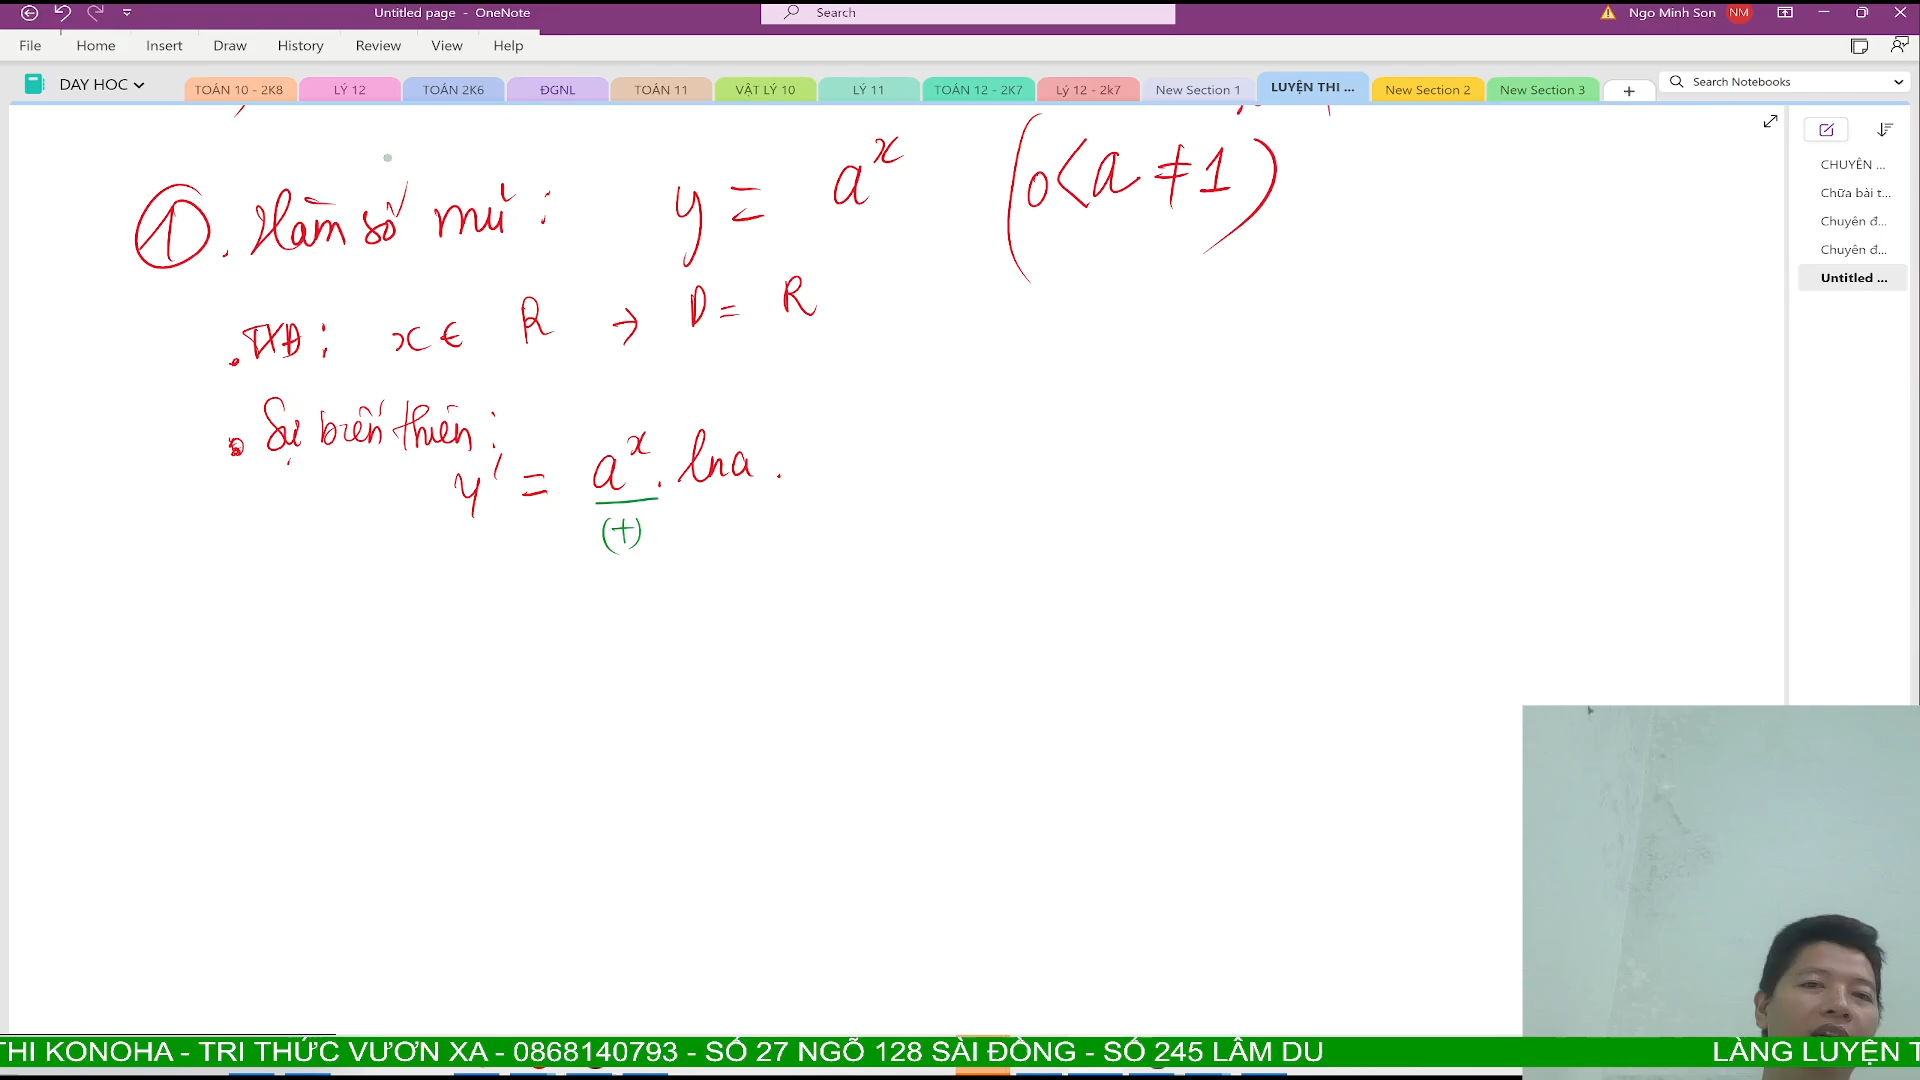 Untitled page - OneNote
Search
Ngo Minh Son
NM
File Home Insert Draw History Review View Help
DAY HOC
TOÁN 10 - 2K8
LÝ 12
TOÁN 2K6
ĐGNL
TOÁN 11
VẬT LÝ 10
LÝ 11
TOÁN 12 - 2K7
Lý 12 - 2k7
New Section 1
LUYỆN THI ...
New Section 2
New Section 3
+
Search Notebooks
CHUYÊN ...
Chữa bài t...
Chuyên đ...
Chuyên đ...
Untitled ...
①. Hàm số mũ: y = a^x (0<a≠1)
. TXĐ: x ∈ R → D = R
. Sự biến thiên:
y' = a^x . lna .
(+)
THI KONOHA - TRI THỨC VƯƠN XA - 0868140793 - SỐ 27 NGÕ 128 SÀI ĐỒNG - SỐ 245 LÂM DU
LÀNG LUYỆN T